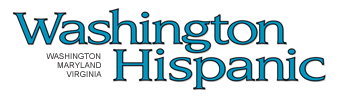 Washington
WASHINGTON
MARYLAND
VIRGINIA
Hispanic